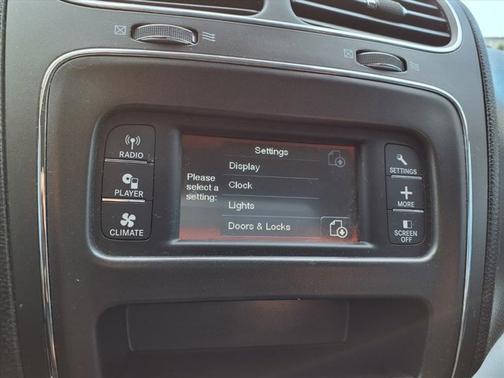 RADIO
PLAYER
CLIMATE
Settings
Please
select a
setting:
Display
Clock
Lights
Doors & Locks
SETTINGS
MORE
SCREEN
OFF